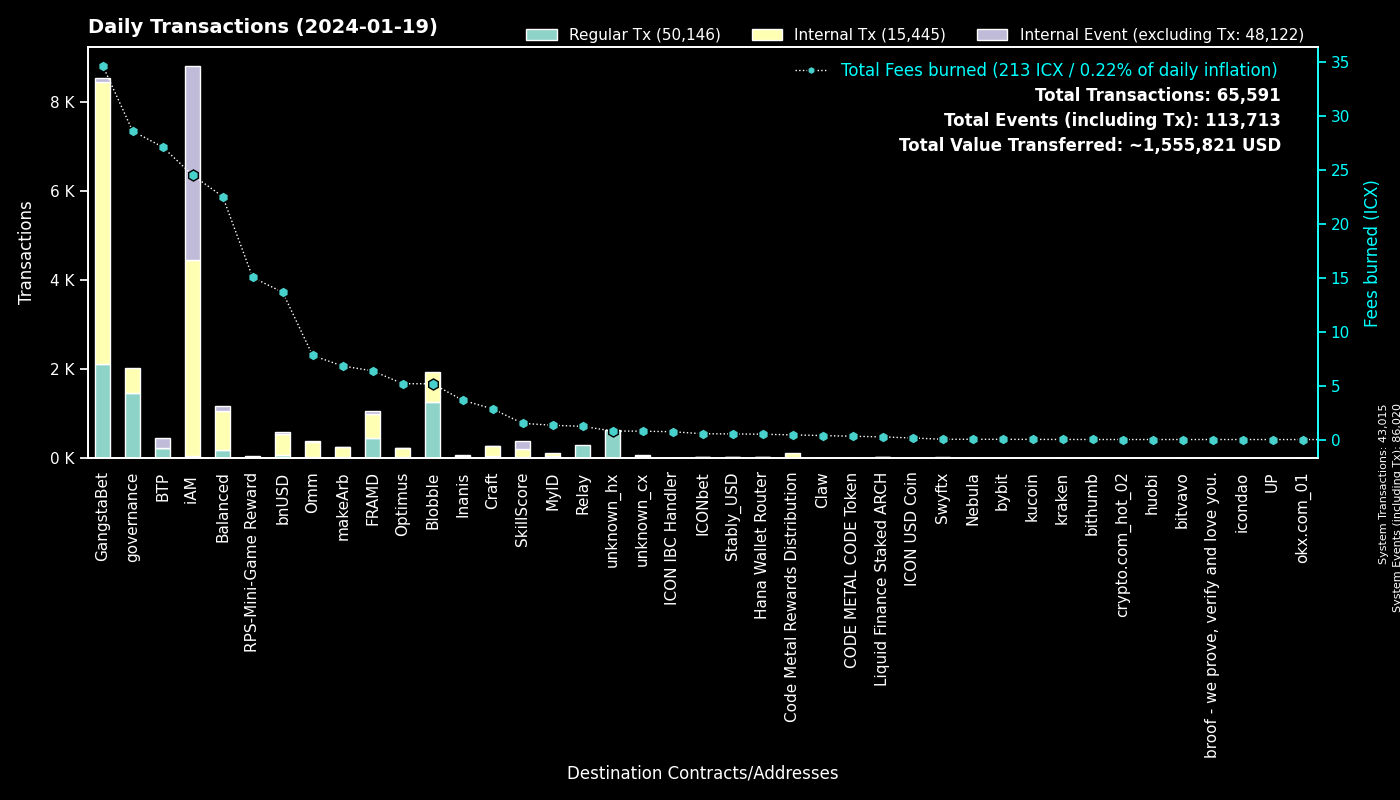 Daily Transactions (2024-01-19)
Regular Tx (50,146)
Internal Tx (15,445)
Internal Event (excluding Tx: 48,122)
Total Fees burned (213 ICX / 0.22% of daily inflation)
Total Transactions: 65,591
Total Events (including Tx): 113,713
Total Value Transferred: ~1,555,821 USD
Transactions
8 K
6 K
4 K
2 K
0 K
35
30
25
20
15
10
5
0
Fees burned (ICX)
GangstaBet
governance
BTP
iAM
Balanced
RPS-Mini-Game Reward
bnUSD
Omm
makeArb
FRAMD
Optimus
Blobble
Inanis
Craft
SkillScore
MyID
Relay
unknown_hx
unknown_cx
ICON IBC Handler
ICONbet
Stably_USD
Hana Wallet Router
Code Metal Rewards Distribution
Claw
CODE METAL CODE Token
Liquid Finance Staked ARCH
ICON USD Coin
Swyftx
Nebula
bybit
kucoin
kraken
bithumb
crypto.com_hot_02
huobi
bitvavo
broof - we prove, verify and love you.
icondao
UP
okx.com_01
Destination Contracts/Addresses
System Transactions: 43,015
System Events (including Tx): 86,020